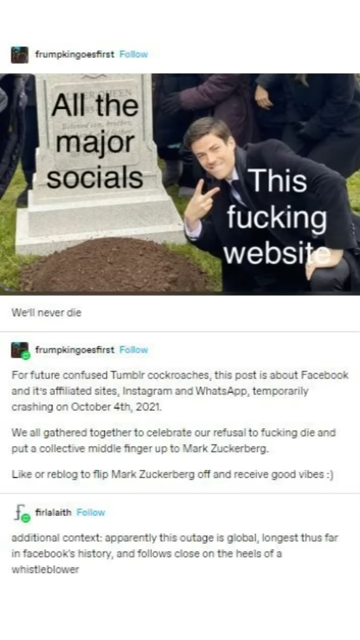 frumpkingoesfirst Follow
All the
major
socials
This
fucking
website
We'll never die
frumpkingoesfirst Follow
For future confused Tumblr cockroaches, this post is about Facebook
and it's affiliated sites, Instagram and WhatsApp, temporarily
crashing on October 4th, 2021.
We all gathered together to celebrate our refusal to fucking die and
put a collective middle finger up to Mark Zuckerberg.
Like or reblog to flip Mark Zuckerberg off and receive good vibes :)
firlalaith Follow
additional context: apparently this outage is global, longest thus far
in facebook's history, and follows close on the heels of a
whistleblower